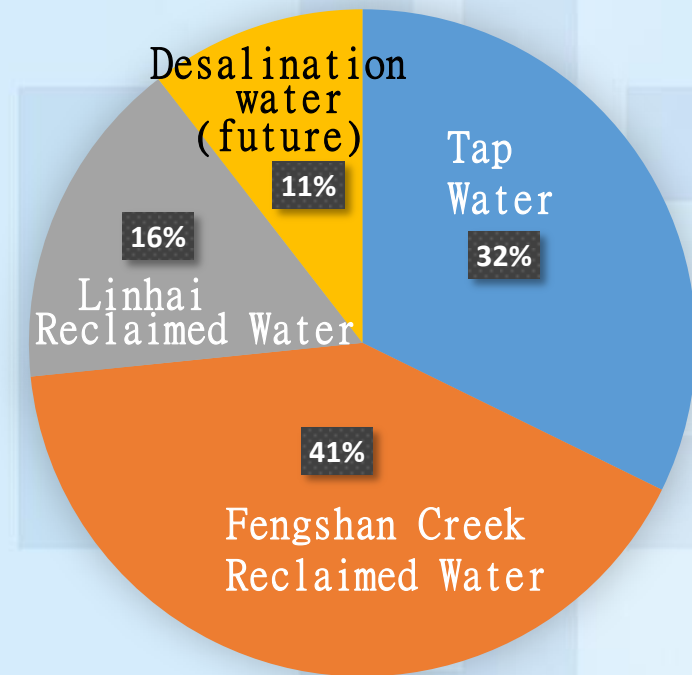 Desalination
water
(future)
11%
Tap
Water
32%
16%
Linhai
Reclaimed Water
41%
Fengshan Creek
Reclaimed Water